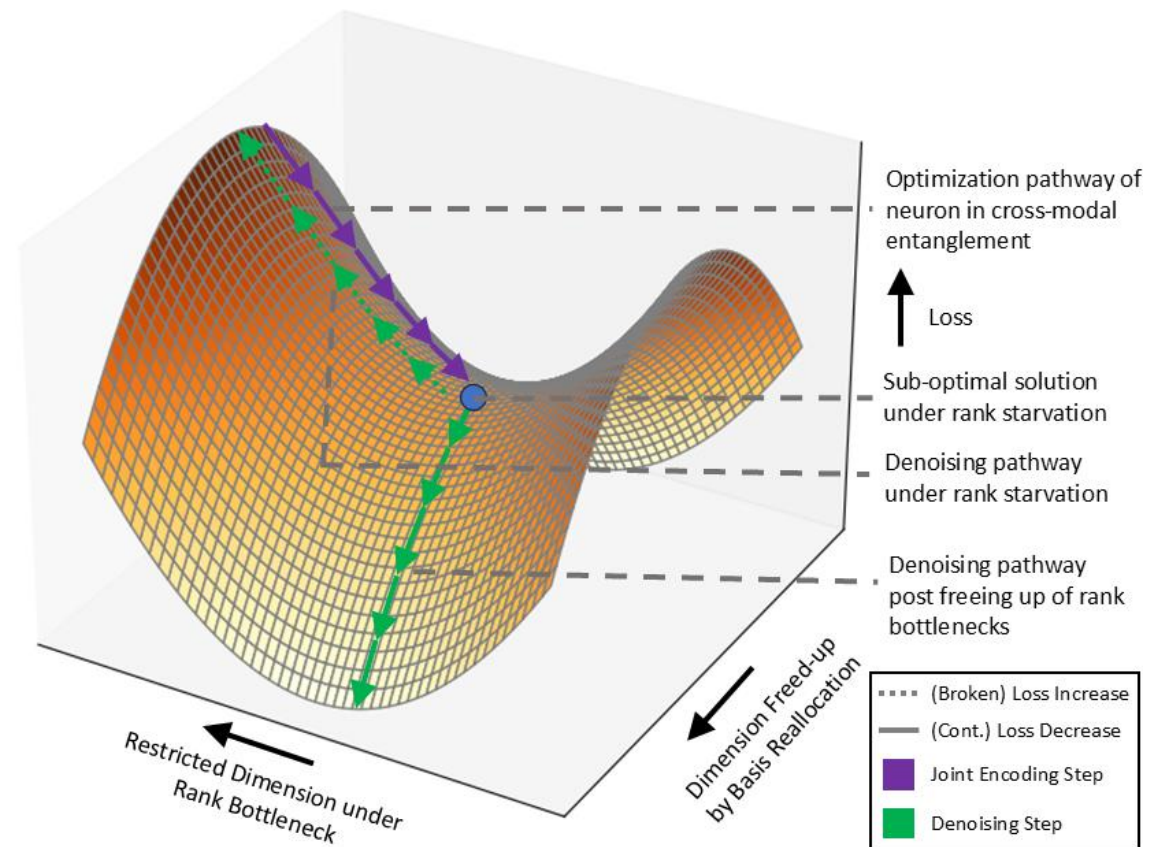 Optimization pathway of
neuron in cross-modal
entanglement
Loss
Sub-optimal solution
under rank starvation
Denoising pathway
under rank starvation
Denoising pathway
post freeing up of rank
bottlenecks
Restricted Dimension under
Rank Bottleneck
Dimension Freed-up
by Basis Reallocation
(Broken) Loss Increase
(Cont.) Loss Decrease
Joint Encoding Step
Denoising Step